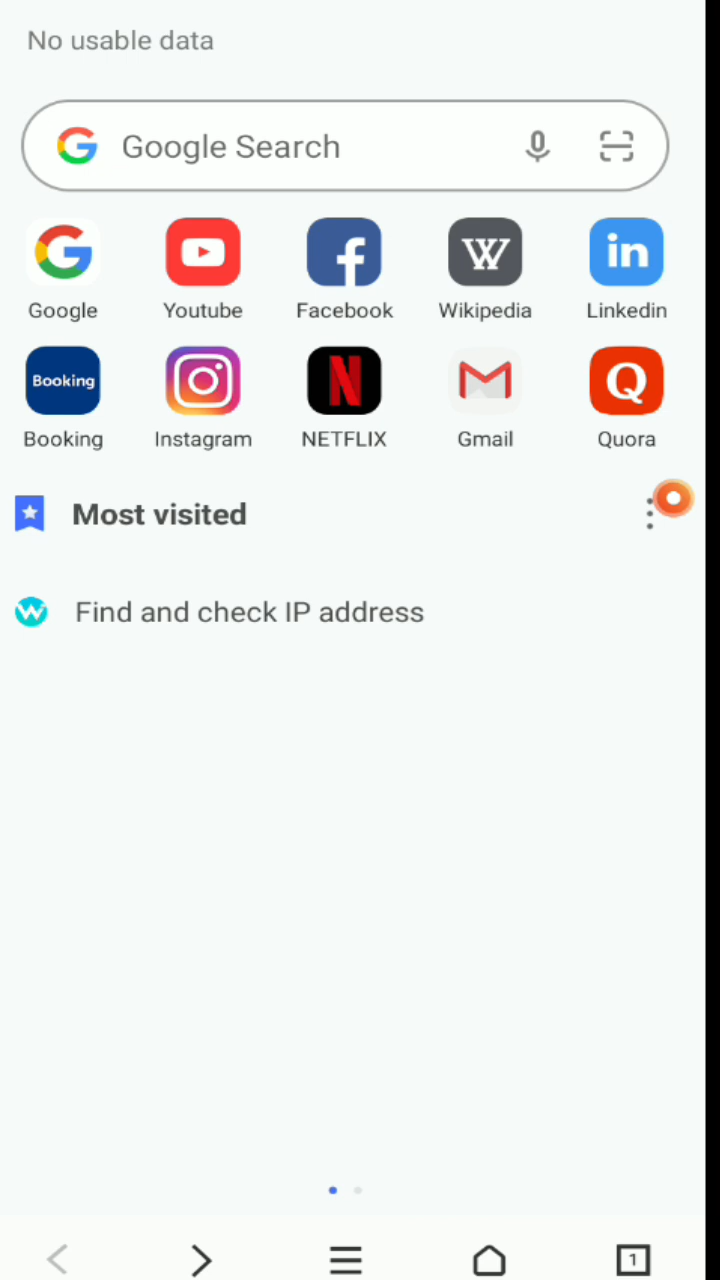 No usable data
Google Search
Google Youtube Facebook Wikipedia Linkedin
Booking
Booking Instagram NETFLIX Gmail Quora
Most visited
Find and check IP address
1